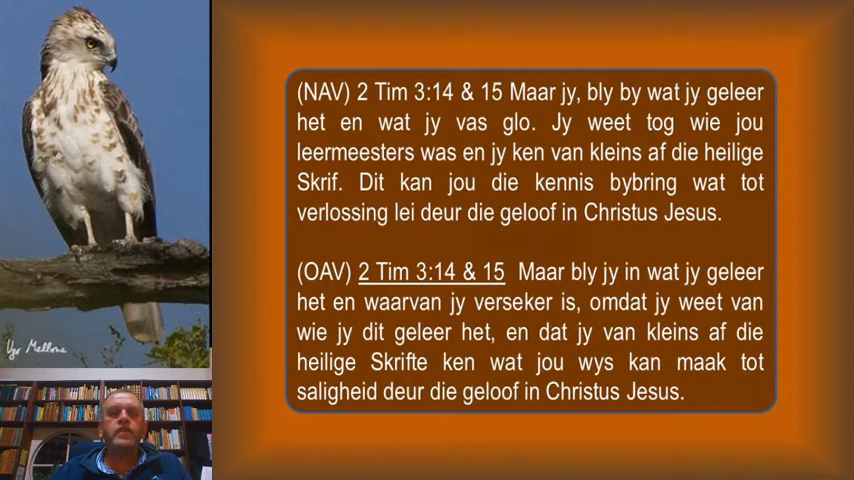 (NAV) 2 Tim 3:14 & 15 Maar jy, bly by wat jy geleer
het en wat jy vas glo. Jy weet tog wie jou
leermeesters was en jy ken van kleins af die heilige
Skrif. Dit kan jou die kennis bybring wat tot
verlossing lei deur die geloof in Christus Jesus.
(OAV) 2 Tim 3:14 & 15 Maar bly jy in wat jy geleer
het en waarvan jy verseker is, omdat jy weet van
wie jy dit geleer het, en dat jy van kleins af die
heilige Skrifte ken wat jou wys kan maak tot
saligheid deur die geloof in Christus Jesus.